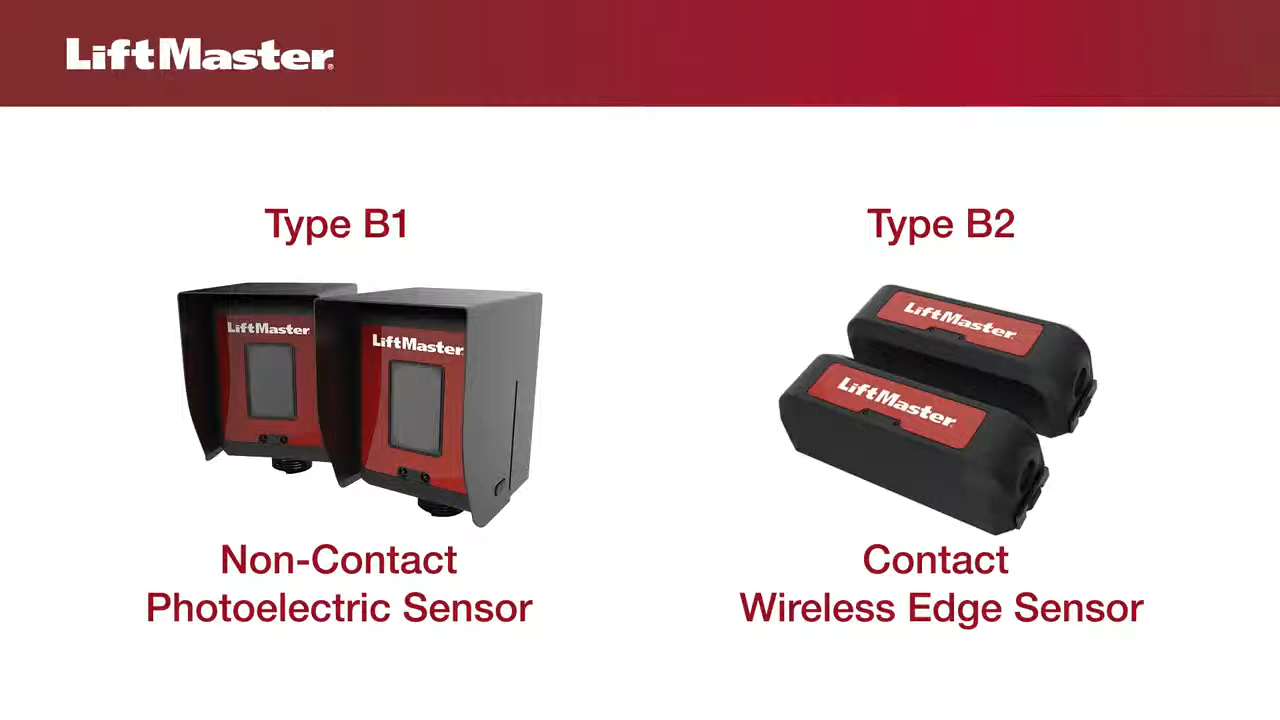 LiftMaster®
Type B1
Type B2
LiftMaster
LiftMaster
LiftMaster
LiftMaster
Non-Contact
Photoelectric Sensor
Contact
Wireless Edge Sensor